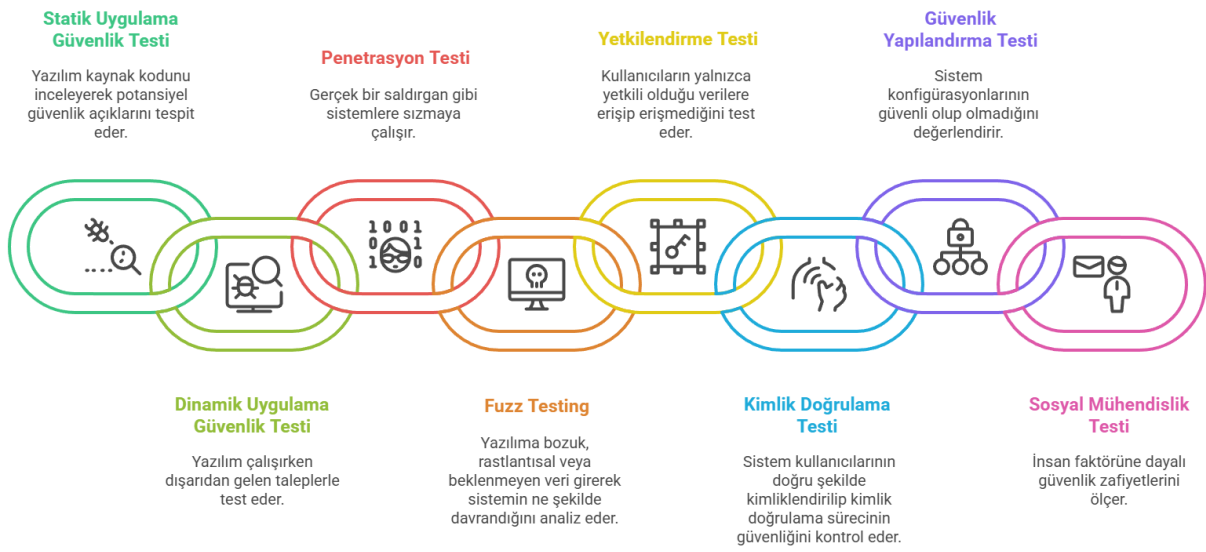 Statik Uygulama
Güvenlik Testi
Yazılım kaynak kodunu
inceleyerek potansiyel
güvenlik açıklarını tespit
eder.
Penetrasyon Testi
Gerçek bir saldırgan gibi
sistemlere sızmaya
çalışır.
Yetkilendirme Testi
Kullanıcıların yalnızca
yetkili olduğu verilere
erişip erişmediğini test
eder.
Güvenlik
Yapılandırma Testi
Sistem
konfigürasyonlarının
güvenli olup olmadığını
değerlendirir.
1001
0 1
1 0
Dinamik Uygulama
Güvenlik Testi
Yazılım çalışırken
dışarıdan gelen taleplerle
test eder.
Fuzz Testing
Yazılıma bozuk,
rastlantısal veya
beklenmeyen veri girerek
sistemin ne şekilde
davrandığını analiz eder.
Kimlik Doğrulama
Testi
Sistem kullanıcılarının
doğru şekilde
kimliklendirilip kimlik
doğrulama sürecinin
güvenliğini kontrol eder.
Sosyal Mühendislik
Testi
İnsan faktörüne dayalı
güvenlik zafiyetlerini
ölçer.